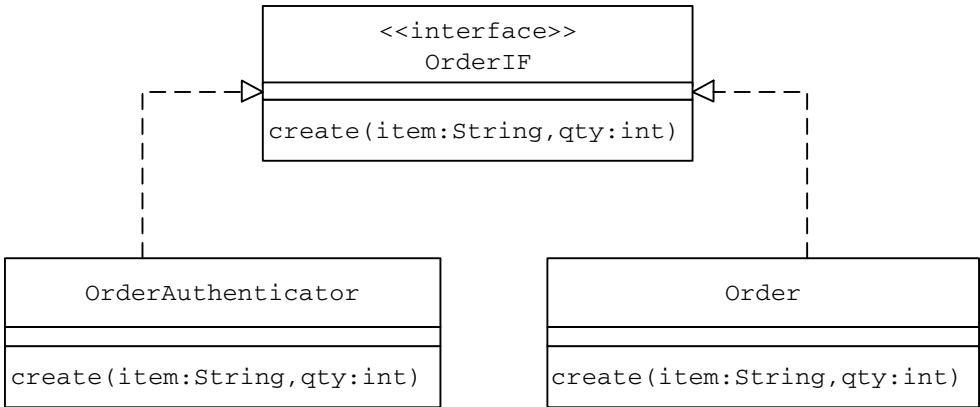 <<interface>>
OrderIF
create(item:String,qty:int)
OrderAuthenticator
create(item:String,qty:int)
Order
create(item:String,qty:int)